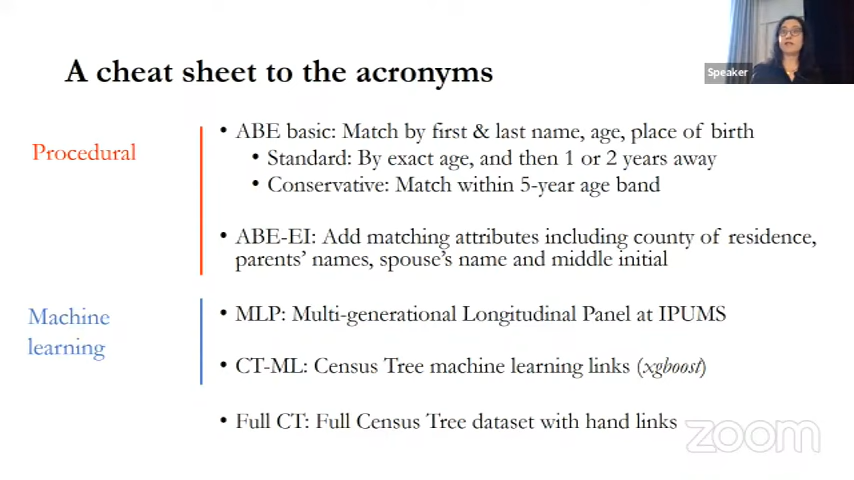 A cheat sheet to the acronyms
Speaker
Procedural
• ABE basic: Match by first & last name, age, place of birth
• Standard: By exact age, and then 1 or 2 years away
• Conservative: Match within 5-year age band
• ABE-EI: Add matching attributes including county of residence,
parents' names, spouse's name and middle initial
Machine
learning
• MLP: Multi-generational Longitudinal Panel at IPUMS
• CT-ML: Census Tree machine learning links (xgboost)
• Full CT: Full Census Tree dataset with hand links
zoom